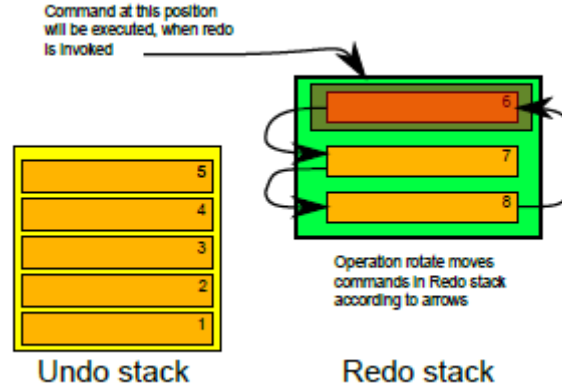 Command at this position
will be executed, when redo
is invoked
6
7
8
5
4
3
2
1
Operation rotate moves
commands in Redo stack
according to arrows
Undo stack
Redo stack